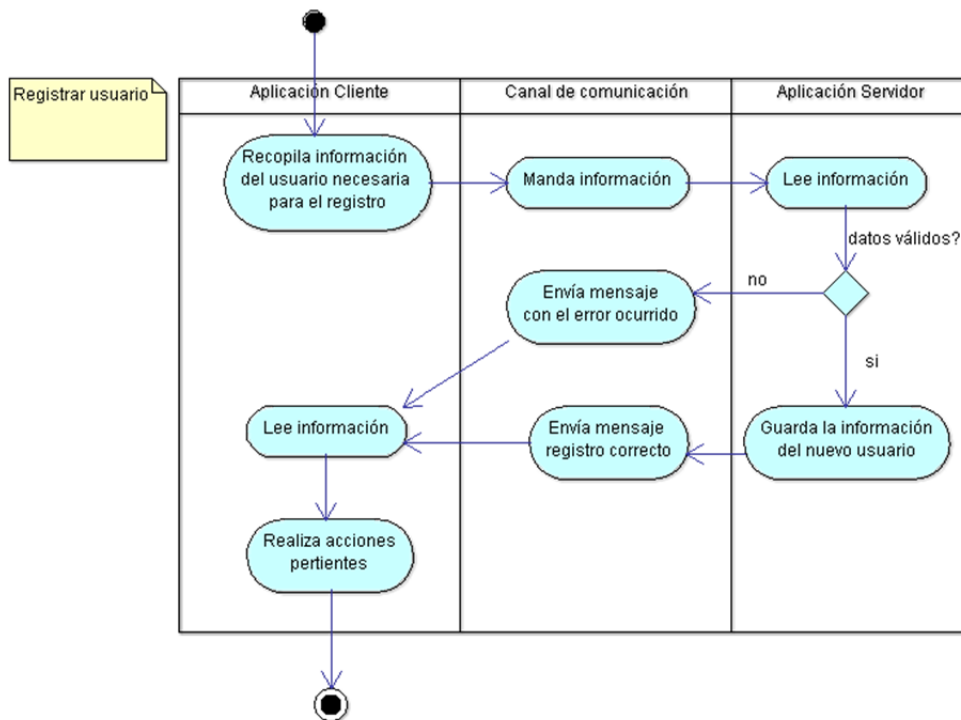 Registrar usuario
Aplicación Cliente
Canal de comunicación
Aplicación Servidor
Recopila información
del usuario necesaria
para el registro
Manda información
Lee información
datos válidos?
no
Envía mensaje
con el error ocurrido
si
Lee información
Envía mensaje
registro correcto
Guarda la información
del nuevo usuario
Realiza acciones
pertientes